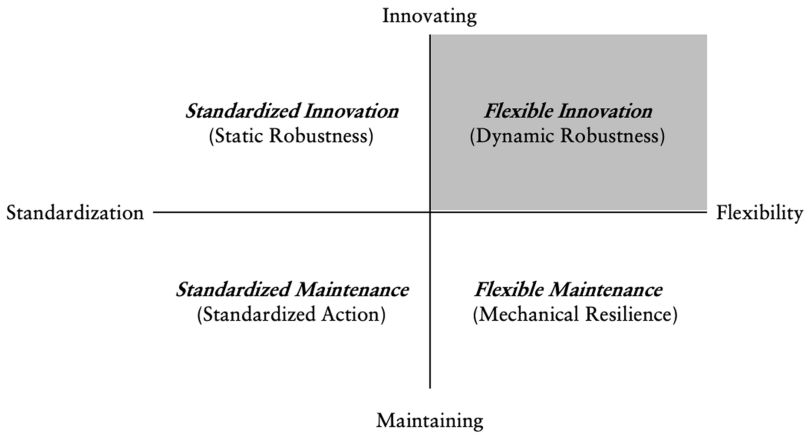 Innovating
Standardized Innovation
(Static Robustness)
Flexible Innovation
(Dynamic Robustness)
Standardization
Flexibility
Standardized Maintenance
(Standardized Action)
Flexible Maintenance
(Mechanical Resilience)
Maintaining